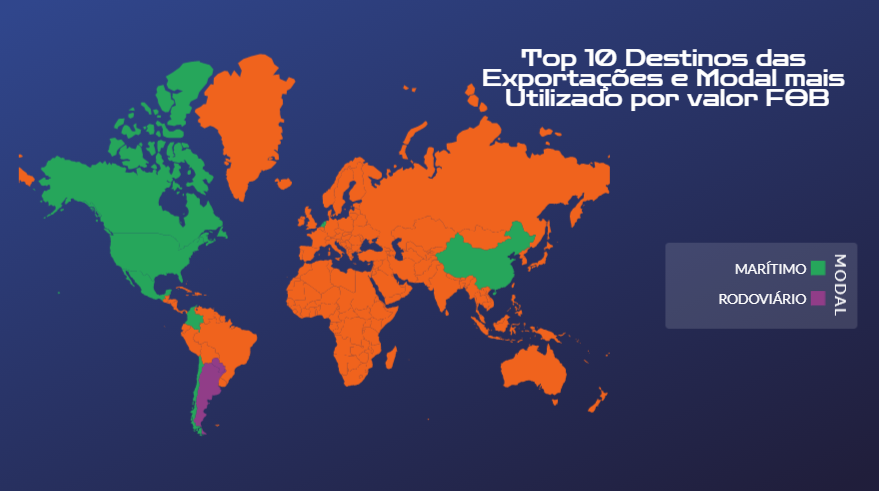 Top 10 Destinos das
Exportações e Modal mais
Utilizado por valor FOB
MARÍTIMO
RODOVIÁRIO
MODAL